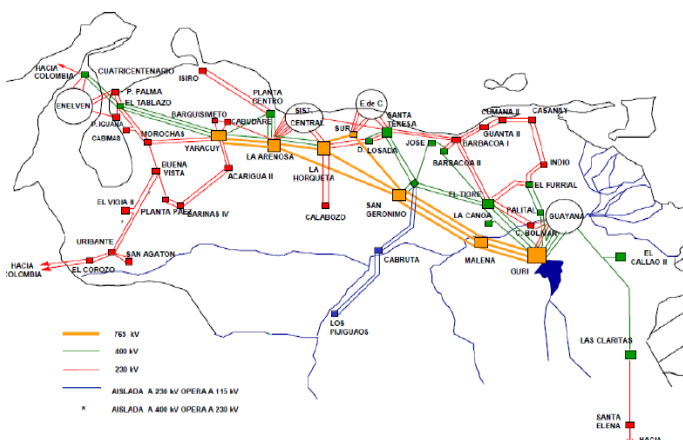 HACIA
COLOMBIA
CUATRICENTENARIO
ENELVEN
P. PALMA
EL TABLAZO
P. IGUANA
CABIMAS
MOROCHAS
ISIRO
BARQUISIMETO
CABUDARE
PLANTA
CENTRO
SIST.
CENTRAL
E. de C.
SUR
SANTA
TERESA
JOSE
CUMANA II
CASANAY
GUANTA II
BARBACOA I
BARBACOA II
INDIO
EL FURRIAL
YARACUY
LA ARENOSA
LA
HORQUETA
D. LOSADA
BUENA
VISTA
ACARIGUA II
EL VIGIA II
PLANTA PAEZ
BARINAS IV
CALABOZO
SAN
GERONIMO
EL TIGRE
LA CANOA
PALITAL
C. BOLIVAR
GUAYANA
URIBANTE
SAN AGATON
EL COROZO
HACIA
COLOMBIA
CABRUTA
MALENA
GURI
EL
CALLAO II
LOS
PIJIGUAOS
LAS CLARITAS
SANTA
ELENA
HACIA
765 kV
400 kV
230 kV
AISLADA A 230 kV OPERA A 115 kV
* AISLADA A 400 kV OPERA A 230 kV